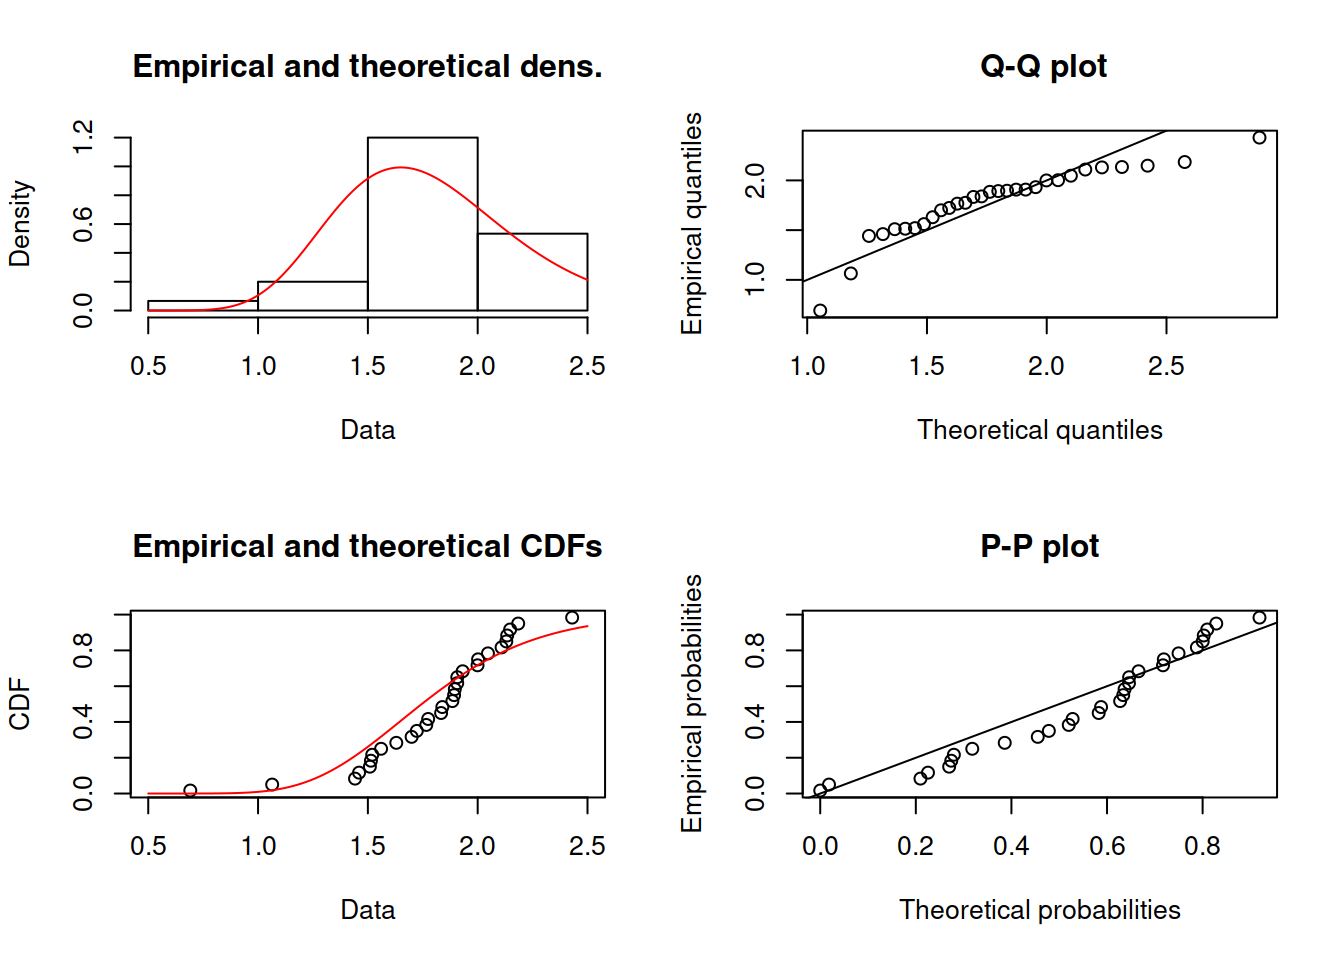 Empirical and theoretical dens.
Density
0.0 0.6 1.2
0.5 1.0 1.5 2.0 2.5
Data
Q-Q plot
Empirical quantiles
1.0 2.0
1.0 1.5 2.0 2.5
Theoretical quantiles
Empirical and theoretical CDFs
CDF
0.0 0.4 0.8
0.5 1.0 1.5 2.0 2.5
Data
P-P plot
Empirical probabilities
0.0 0.4 0.8
0.0 0.2 0.4 0.6 0.8
Theoretical probabilities